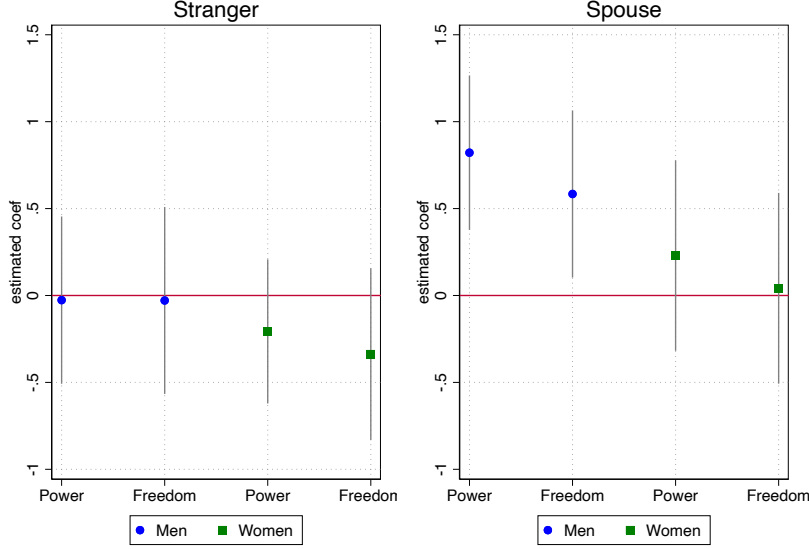 Stranger
estimated coef
1.5
1
.5
0
-.5
-1
Power Freedom Power Freedom
Men Women
Spouse
estimated coef
1.5
1
.5
0
-.5
-1
Power Freedom Power Freedom
Men Women